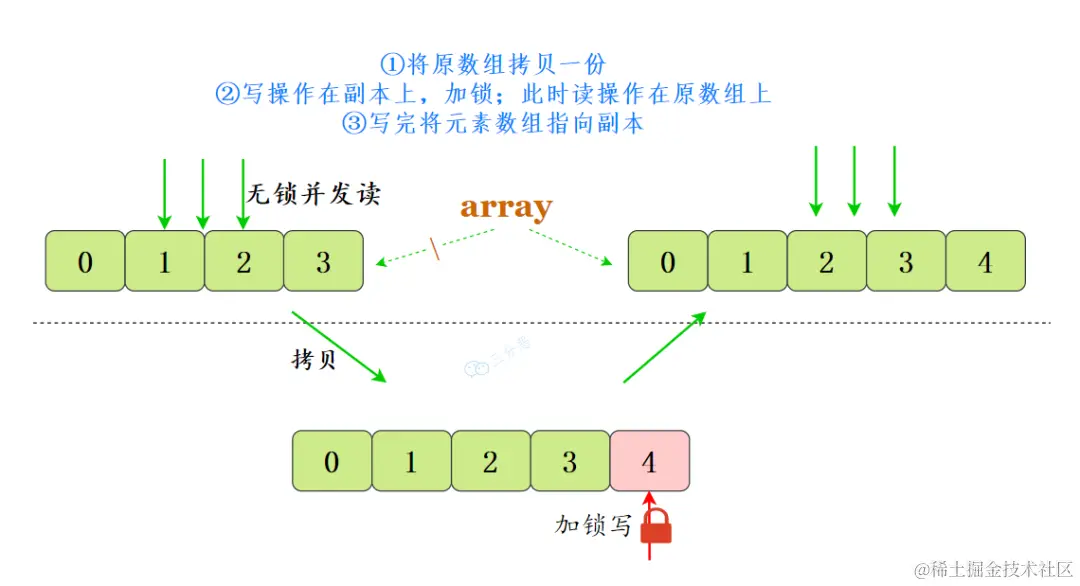 ①将原数组拷贝一份
②写操作在副本上，加锁；此时读操作在原数组上
③写完将元素数组指向副本
无锁并发读
array
0 1 2 3
0 1 2 3 4
拷贝
三分恶
0 1 2 3 4
加锁写
@稀土掘金技术社区